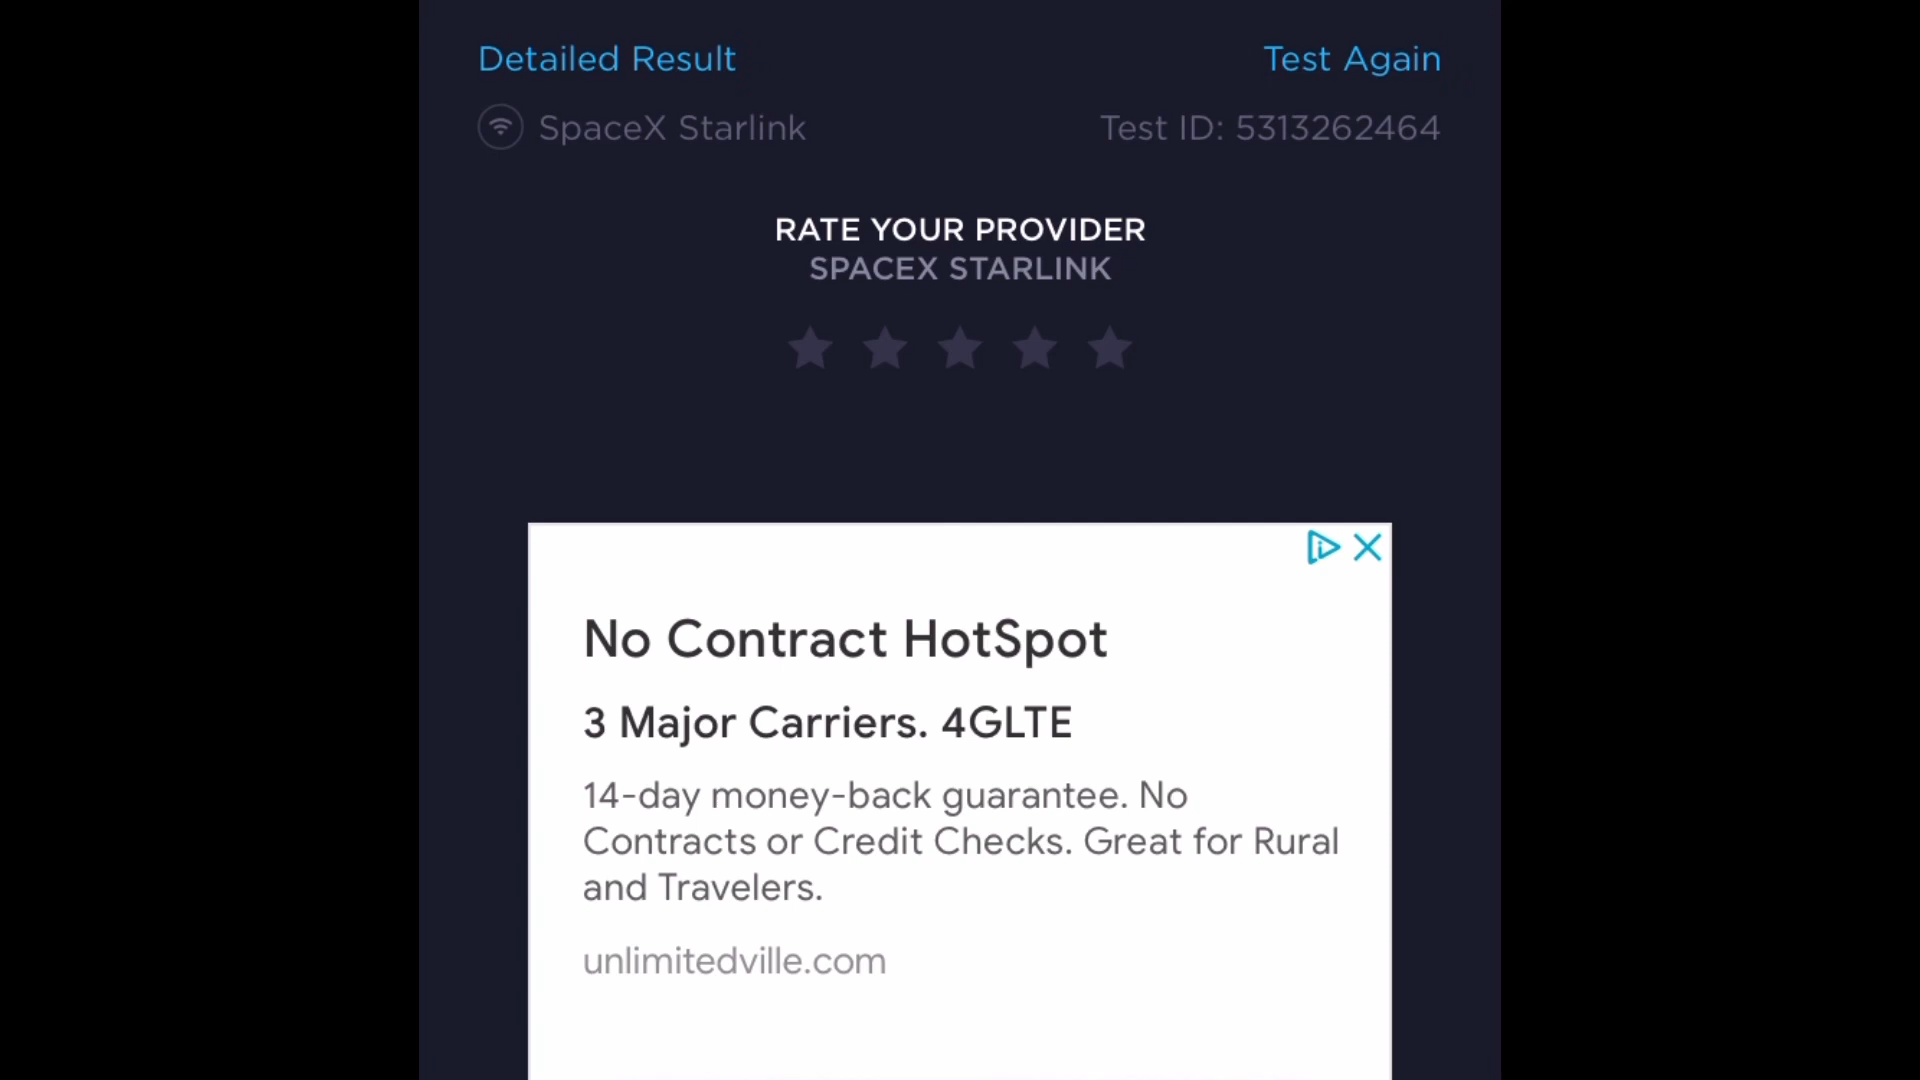 Detailed Result
Test Again
SpaceX Starlink
Test ID: 5313262464
RATE YOUR PROVIDER
SPACEX STARLINK
No Contract HotSpot
3 Major Carriers. 4GLTE
14-day money-back guarantee. No
Contracts or Credit Checks. Great for Rural
and Travelers.
unlimitedville.com